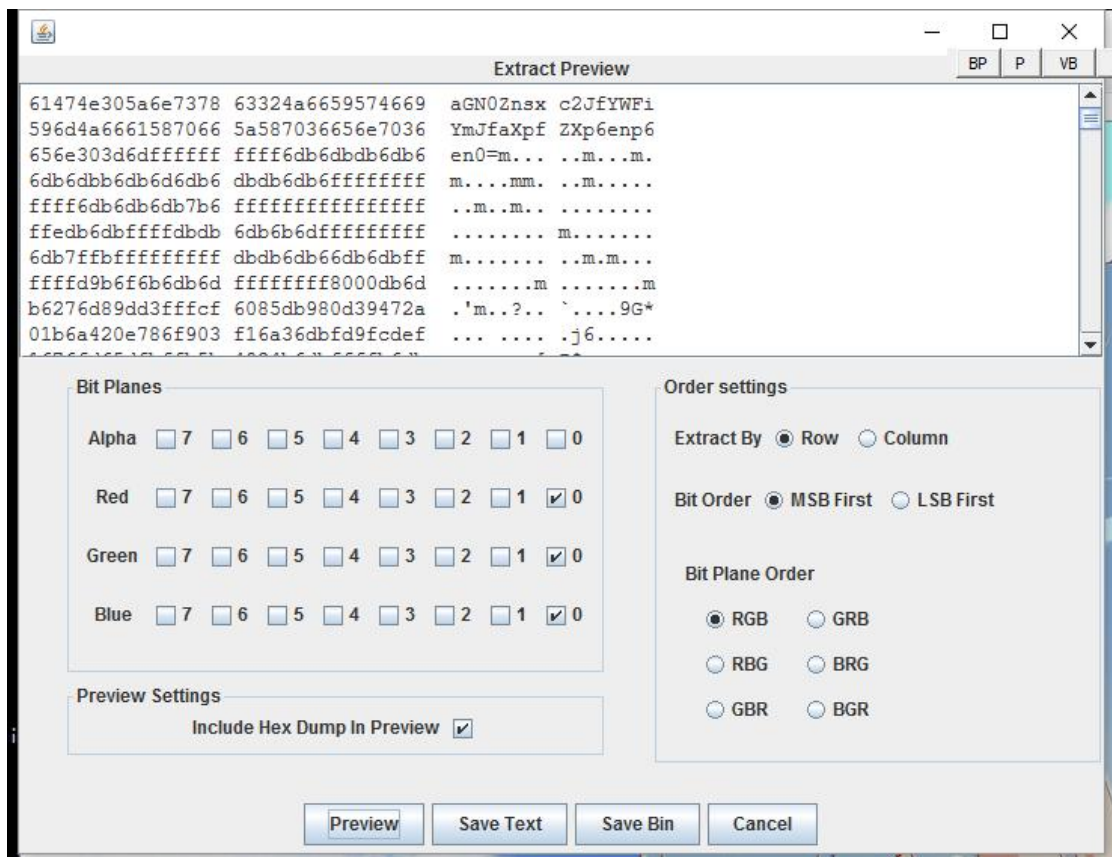 Extract Preview
BP P VB
61474e305a6e7378 63324a6659574669 aGN0Znsx c2JfYWFi
596d4a6661587066 5a587036656e7036 YmJfaXpf ZXp6enp6
656e303d6dffffff ffff6db6dbdb6db6 en0=m... ..m...m.
6db6dbb6db6d6db6 dbdb6db6ffffffff m....mm. ..m.....
ffff6db6db6db7b6 ffffffffffffffff ..m..m.. ........
ffedb6dbffffdbdb 6db6b6dfffffffff ........ m.......
6db7ffbfffffffff dbdb6db66db6dbff m....... ..m.m...
ffffd9b6f6b6db6d ffffffff8000db6d .......m .......m
b6276d89dd3fffcf 6085db980d39472a .'m..?.. `....9G*
01b6a420e786f903 f16a36dbfd9fcdef ... .... .j6.....
Bit Planes
Order settings
Alpha 7 6 5 4 3 2 1 0
Extract By Row Column
Red 7 6 5 4 3 2 1 0
Bit Order MSB First LSB First
Green 7 6 5 4 3 2 1 0
Bit Plane Order
Blue 7 6 5 4 3 2 1 0
RGB GRB
RBG BRG
Preview Settings
GBR BGR
Include Hex Dump In Preview
Preview Save Text Save Bin Cancel